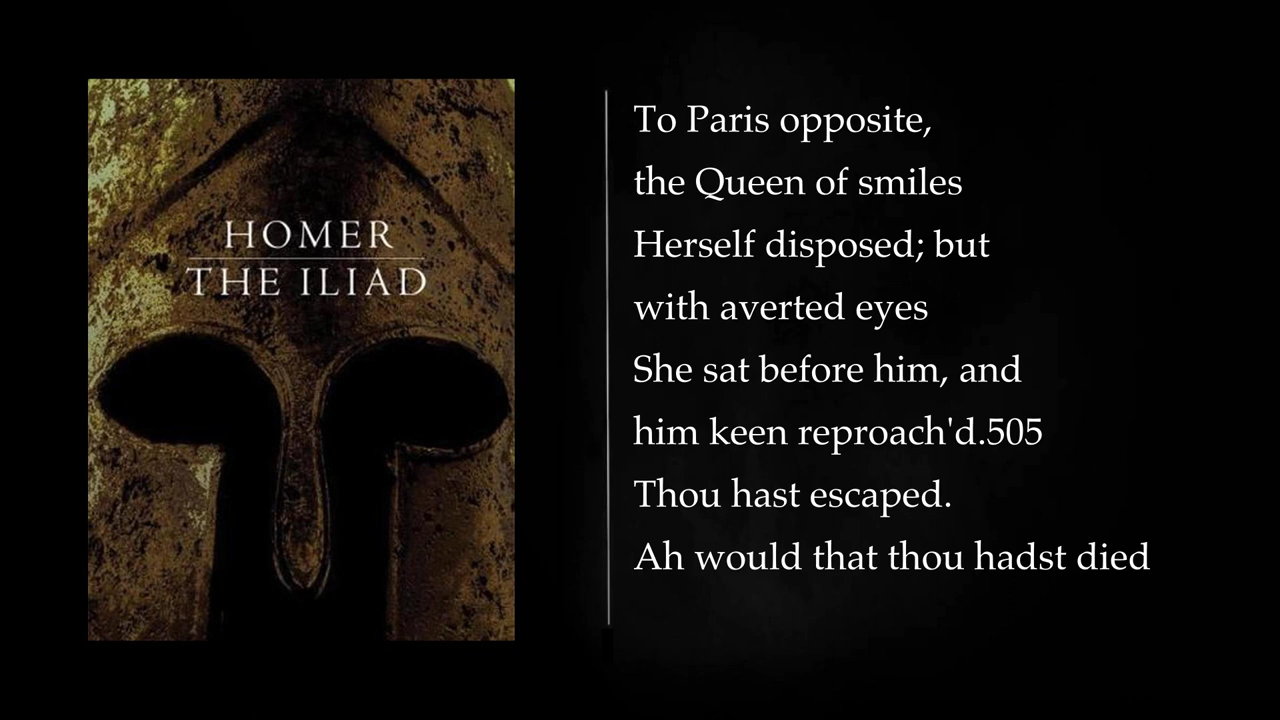 HOMER
THE ILIAD
To Paris opposite,
the Queen of smiles
Herself disposed; but
with averted eyes
She sat before him, and
him keen reproach'd.505
Thou hast escaped.
Ah would that thou hadst died